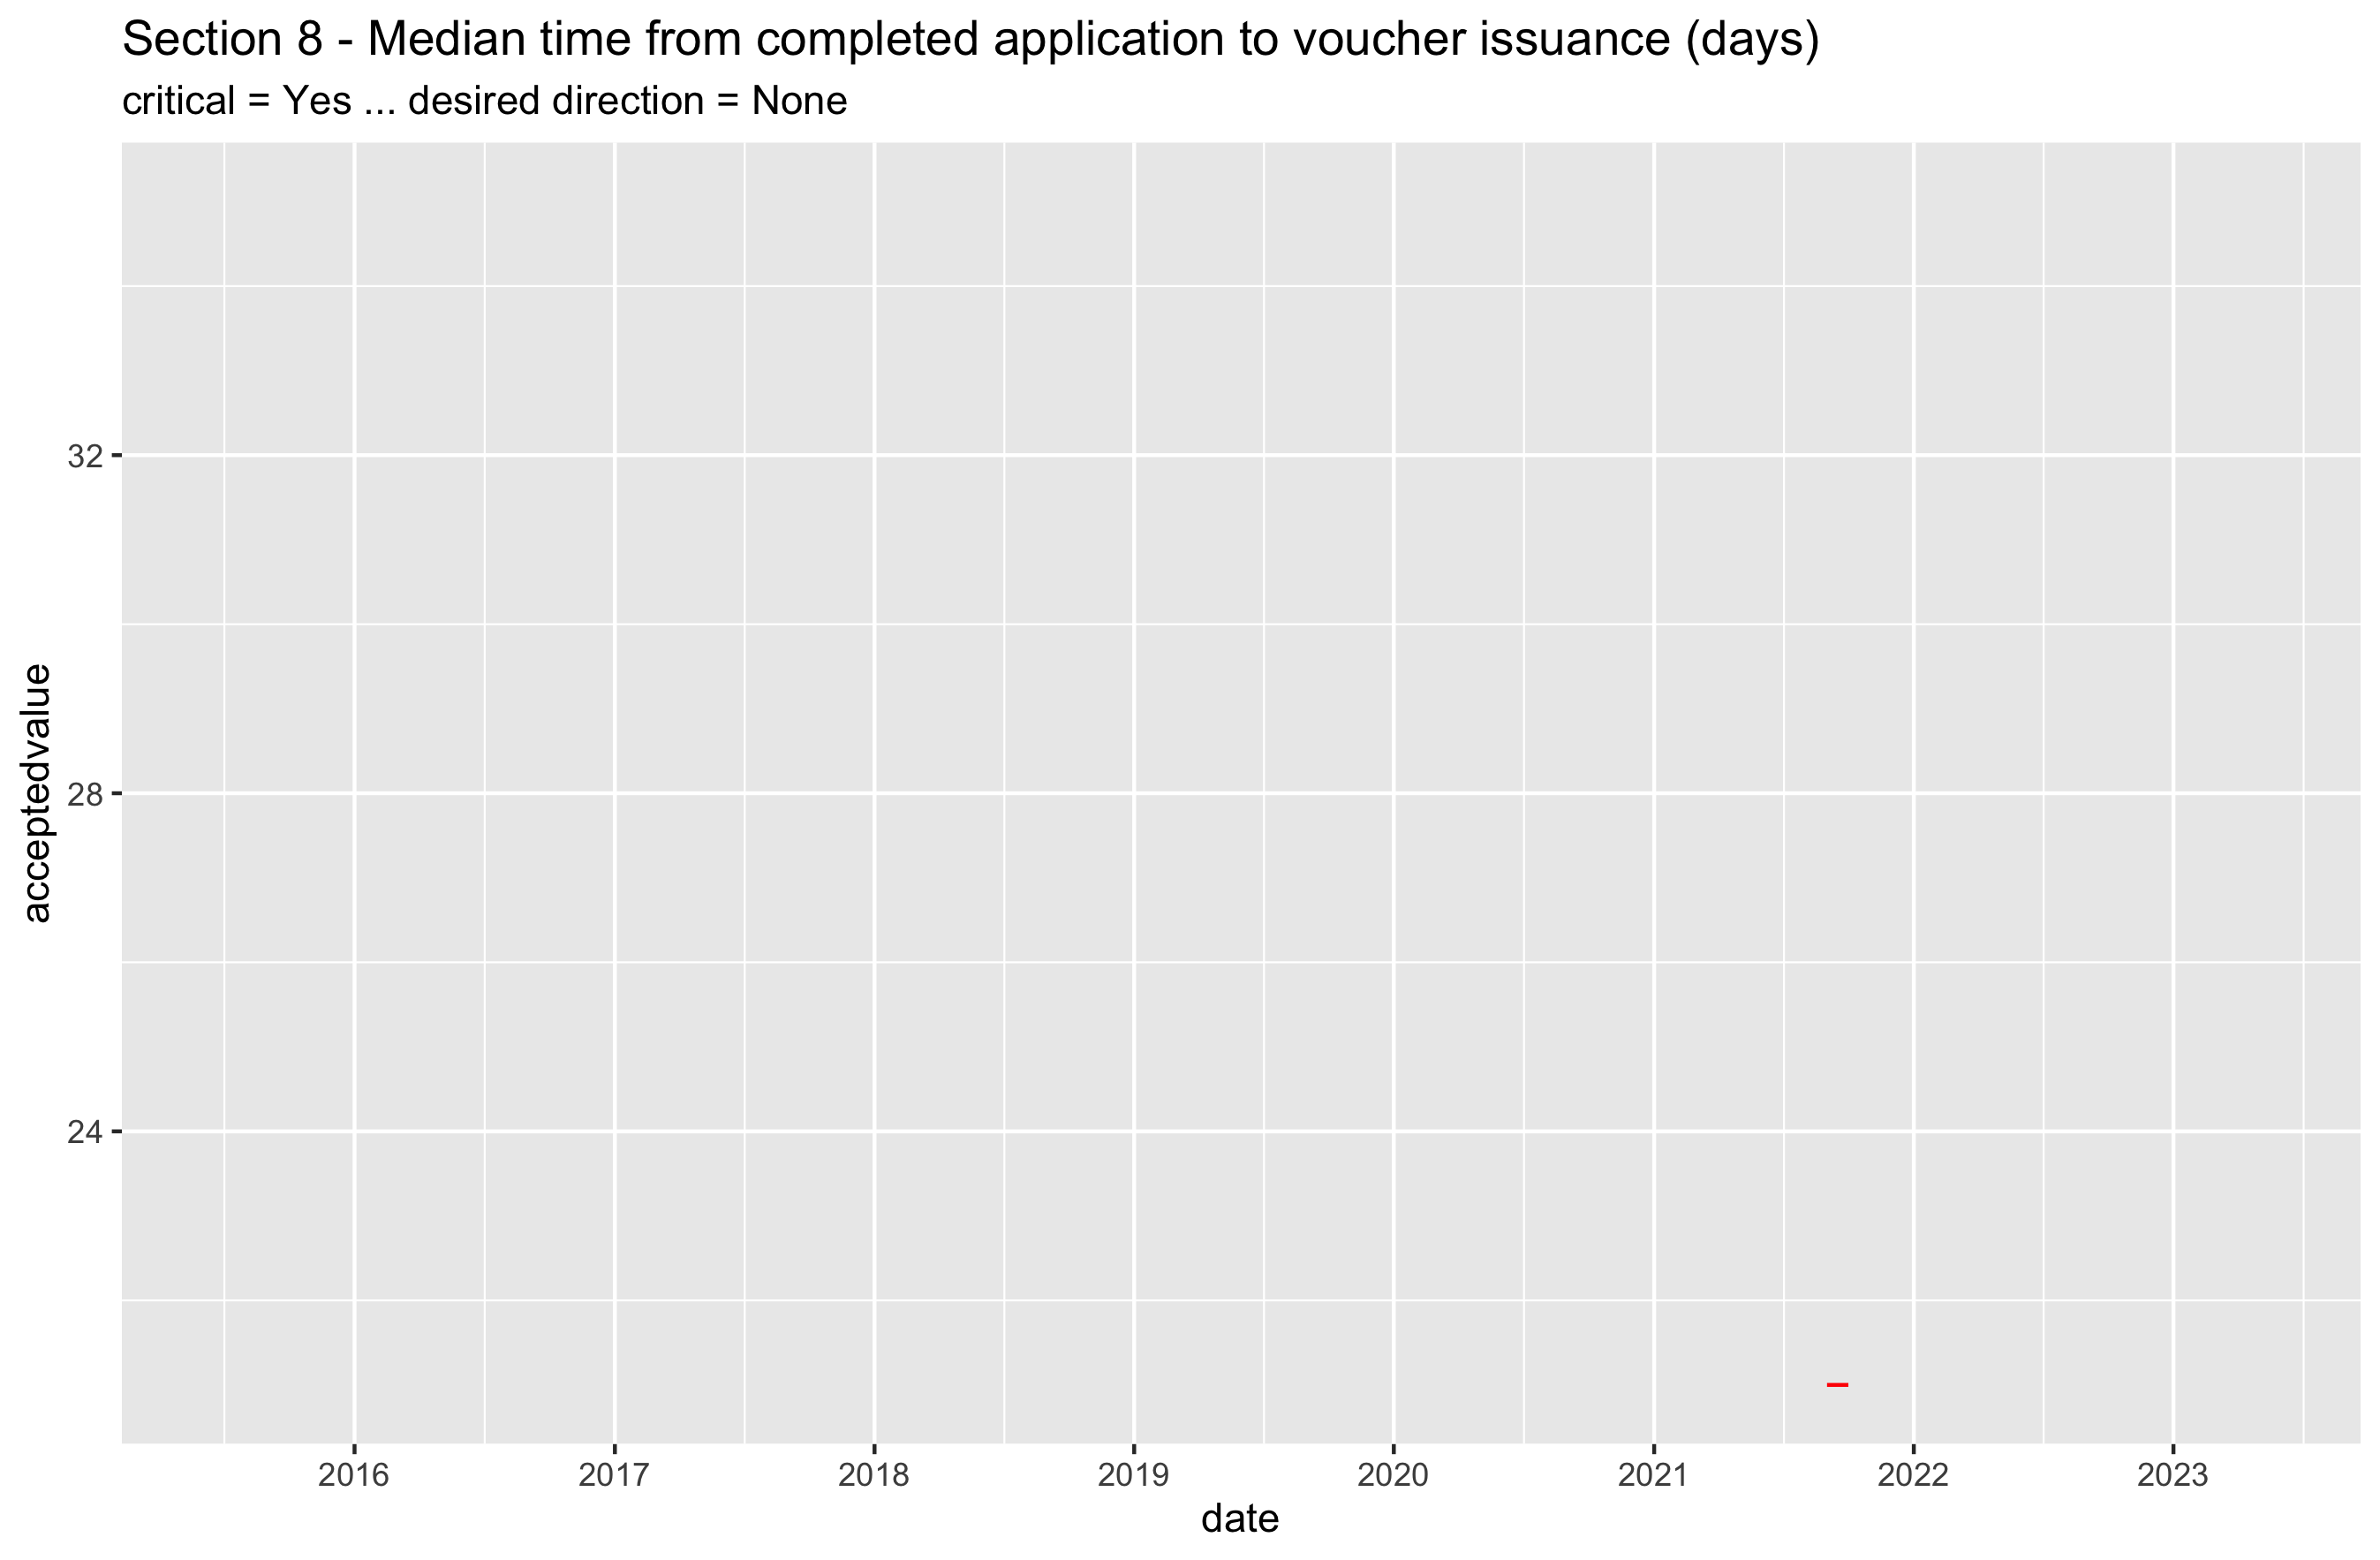 Section 8 - Median time from completed application to voucher issuance (days)
critical = Yes ... desired direction = None
acceptedvalue
32
28
24
2016 2017 2018 2019 2020 2021 2022 2023
date